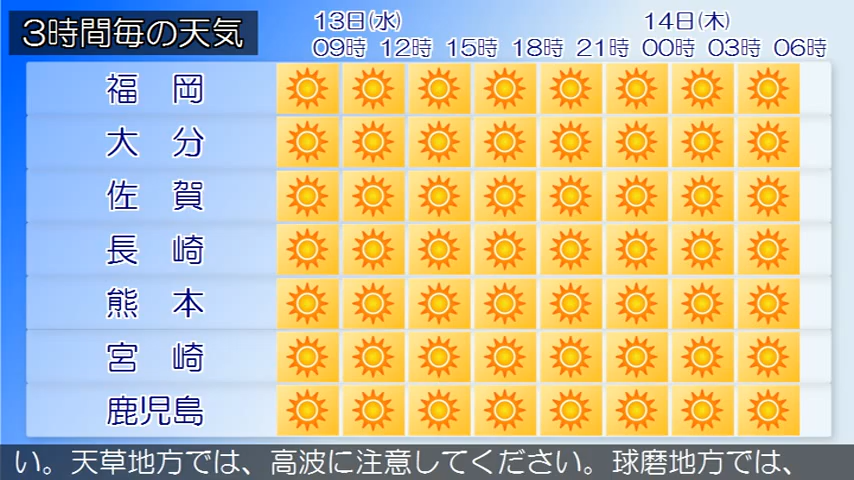 3時間毎の天気
13日(水) 14日(木)
09時 12時 15時 18時 21時 00時 03時 06時
福岡
大分
佐賀
長崎
熊本
宮崎
鹿児島
い。天草地方では、高波に注意してください。球磨地方では、